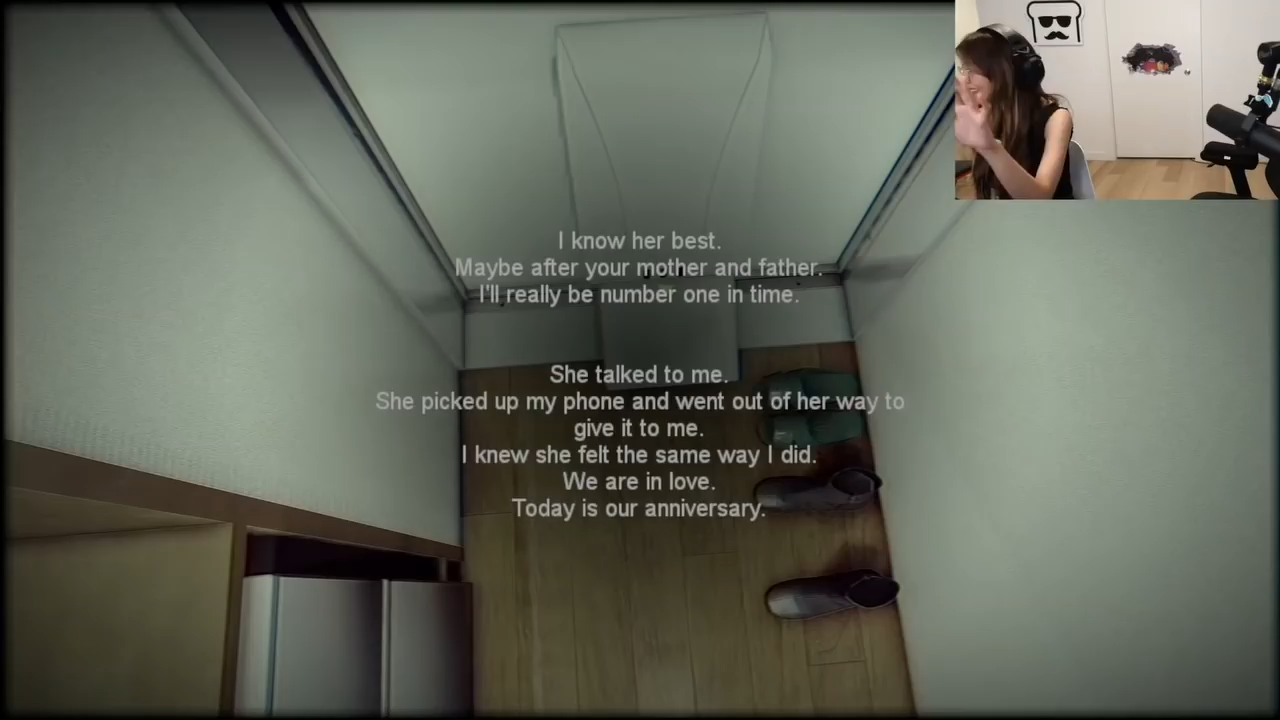 I know her best.
Maybe after your mother and father.
I'll really be number one in time.
She talked to me.
She picked up my phone and went out of her way to
give it to me.
I knew she felt the same way I did.
We are in love.
Today is our anniversary.